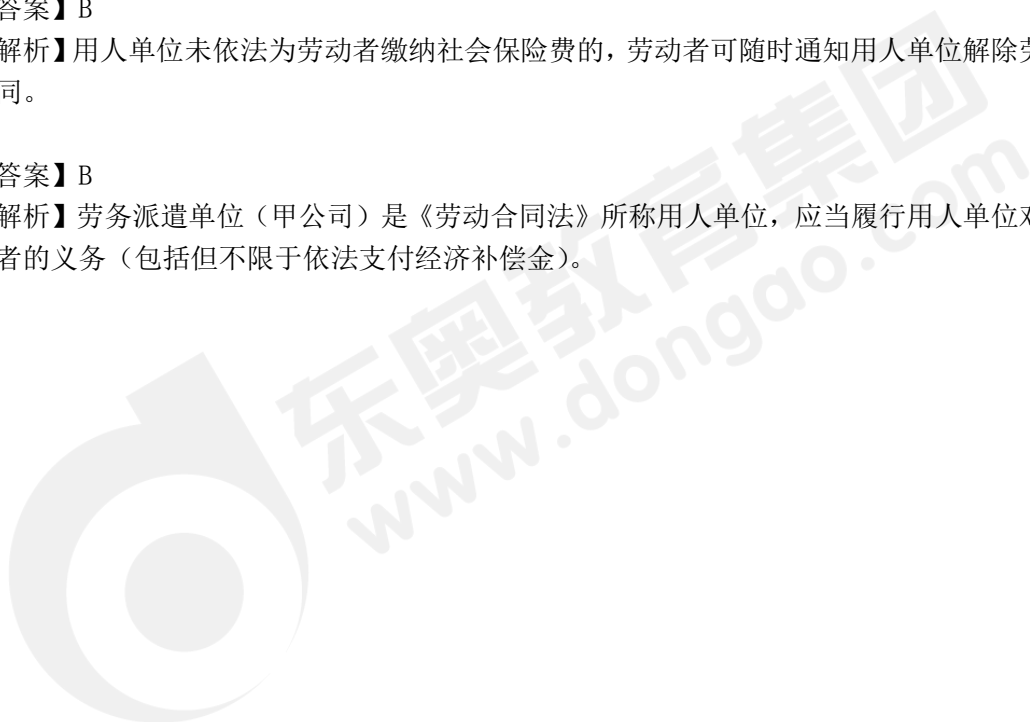 答案】B
解析】用人单位未依法为劳动者缴纳社会保险费的，劳动者可随时通知用人单位解除劳
同。
答案】B
解析】劳务派遣单位（甲公司）是《劳动合同法》所称用人单位，应当履行用人单位对
者的义务（包括但不限于依法支付经济补偿金）。
东奥教育集团
www.dongao.com